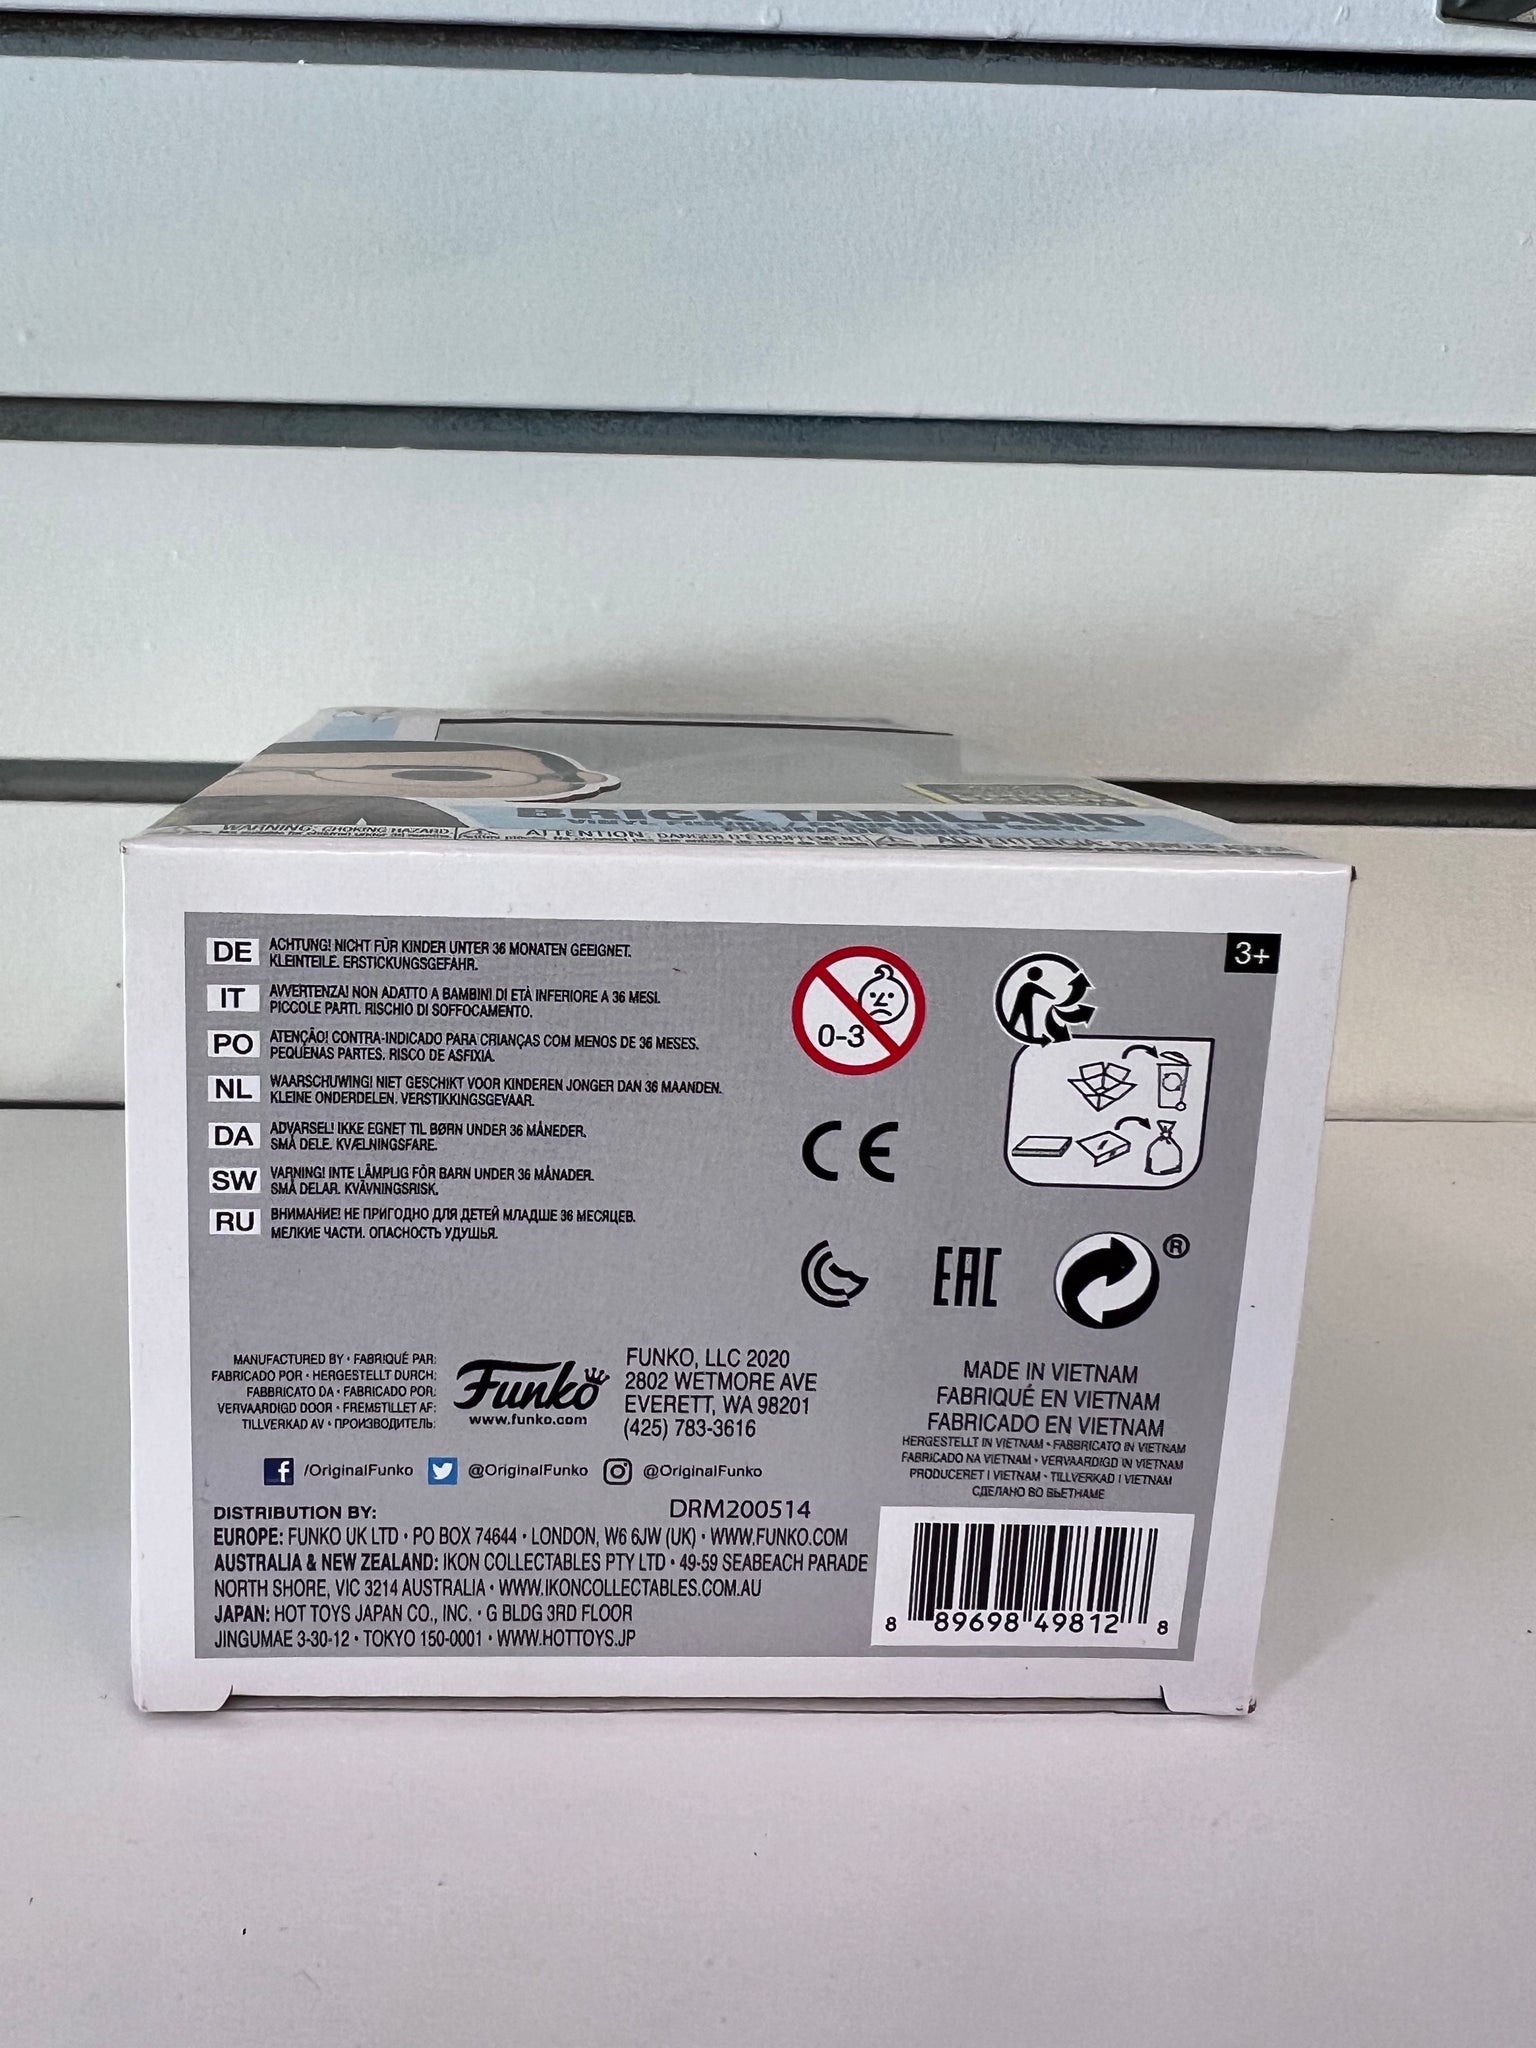 BRICK TAMLAND
WARNING: CHOKING HAZARD
ATTENTION: DANGER D'ÉTOUFFEMENT
ADVERTENCIA:
DE ACHTUNG! NICHT FÜR KINDER UNTER 36 MONATEN GEEIGNET.
KLEINTEILE. ERSTICKUNGSGEFAHR.
IT AVVERTENZA! NON ADATTO A BAMBINI DI ETÀ INFERIORE A 36 MESI.
PICCOLE PARTI. RISCHIO DI SOFFOCAMENTO.
PO ATENÇÃO! CONTRA-INDICADO PARA CRIANÇAS COM MENOS DE 36 MESES.
PEQUENAS PARTES. RISCO DE ASFIXIA.
NL WAARSCHUWING! NIET GESCHIKT VOOR KINDEREN JONGER DAN 36 MAANDEN.
KLEINE ONDERDELEN. VERSTIKKINGSGEVAAR.
DA ADVARSEL! IKKE EGNET TIL BØRN UNDER 36 MÅNEDER.
SMÅ DELE. KVÆLNINGSFARE.
SW VARNING! INTE LÄMPLIG FÖR BARN UNDER 36 MÅNADER.
SMÅ DELAR. KVÄVNINGSRISK.
RU ВНИМАНИЕ! НЕ ПРИГОДНО ДЛЯ ДЕТЕЙ МЛАДШЕ 36 МЕСЯЦЕВ.
МЕЛКИЕ ЧАСТИ. ОПАСНОСТЬ УДУШЬЯ.
0-3
3+
CE
EAC
®
MANUFACTURED BY • FABRIQUÉ PAR:
FABRICADO POR • HERGESTELLT DURCH:
FABBRICATO DA • FABRICADO POR:
VERVAARDIGD DOOR • FREMSTILLET AF:
TILLVERKAD AV • ПРОИЗВОДИТЕЛЬ:
Funko
www.funko.com
FUNKO, LLC 2020
2802 WETMORE AVE
EVERETT, WA 98201
(425) 783-3616
MADE IN VIETNAM
FABRIQUÉ EN VIETNAM
FABRICADO EN VIETNAM
HERGESTELLT IN VIETNAM • FABBRICATO IN VIETNAM
FABRICADO NA VIETNAM • VERVAARDIGD IN VIETNAM
PRODUCERET I VIETNAM • TILLVERKAD I VIETNAM
СДЕЛАНО ВО ВЬЕТНАМЕ
f /OriginalFunko @OriginalFunko @OriginalFunko
DISTRIBUTION BY: DRM200514
EUROPE: FUNKO UK LTD • PO BOX 74644 • LONDON, W6 6JW (UK) • WWW.FUNKO.COM
AUSTRALIA & NEW ZEALAND: IKON COLLECTABLES PTY LTD • 49-59 SEABEACH PARADE
NORTH SHORE, VIC 3214 AUSTRALIA • WWW.IKONCOLLECTABLES.COM.AU
JAPAN: HOT TOYS JAPAN CO., INC. • G BLDG 3RD FLOOR
JINGUMAE 3-30-12 • TOKYO 150-0001 • WWW.HOTTOYS.JP
8 89698 49812 8